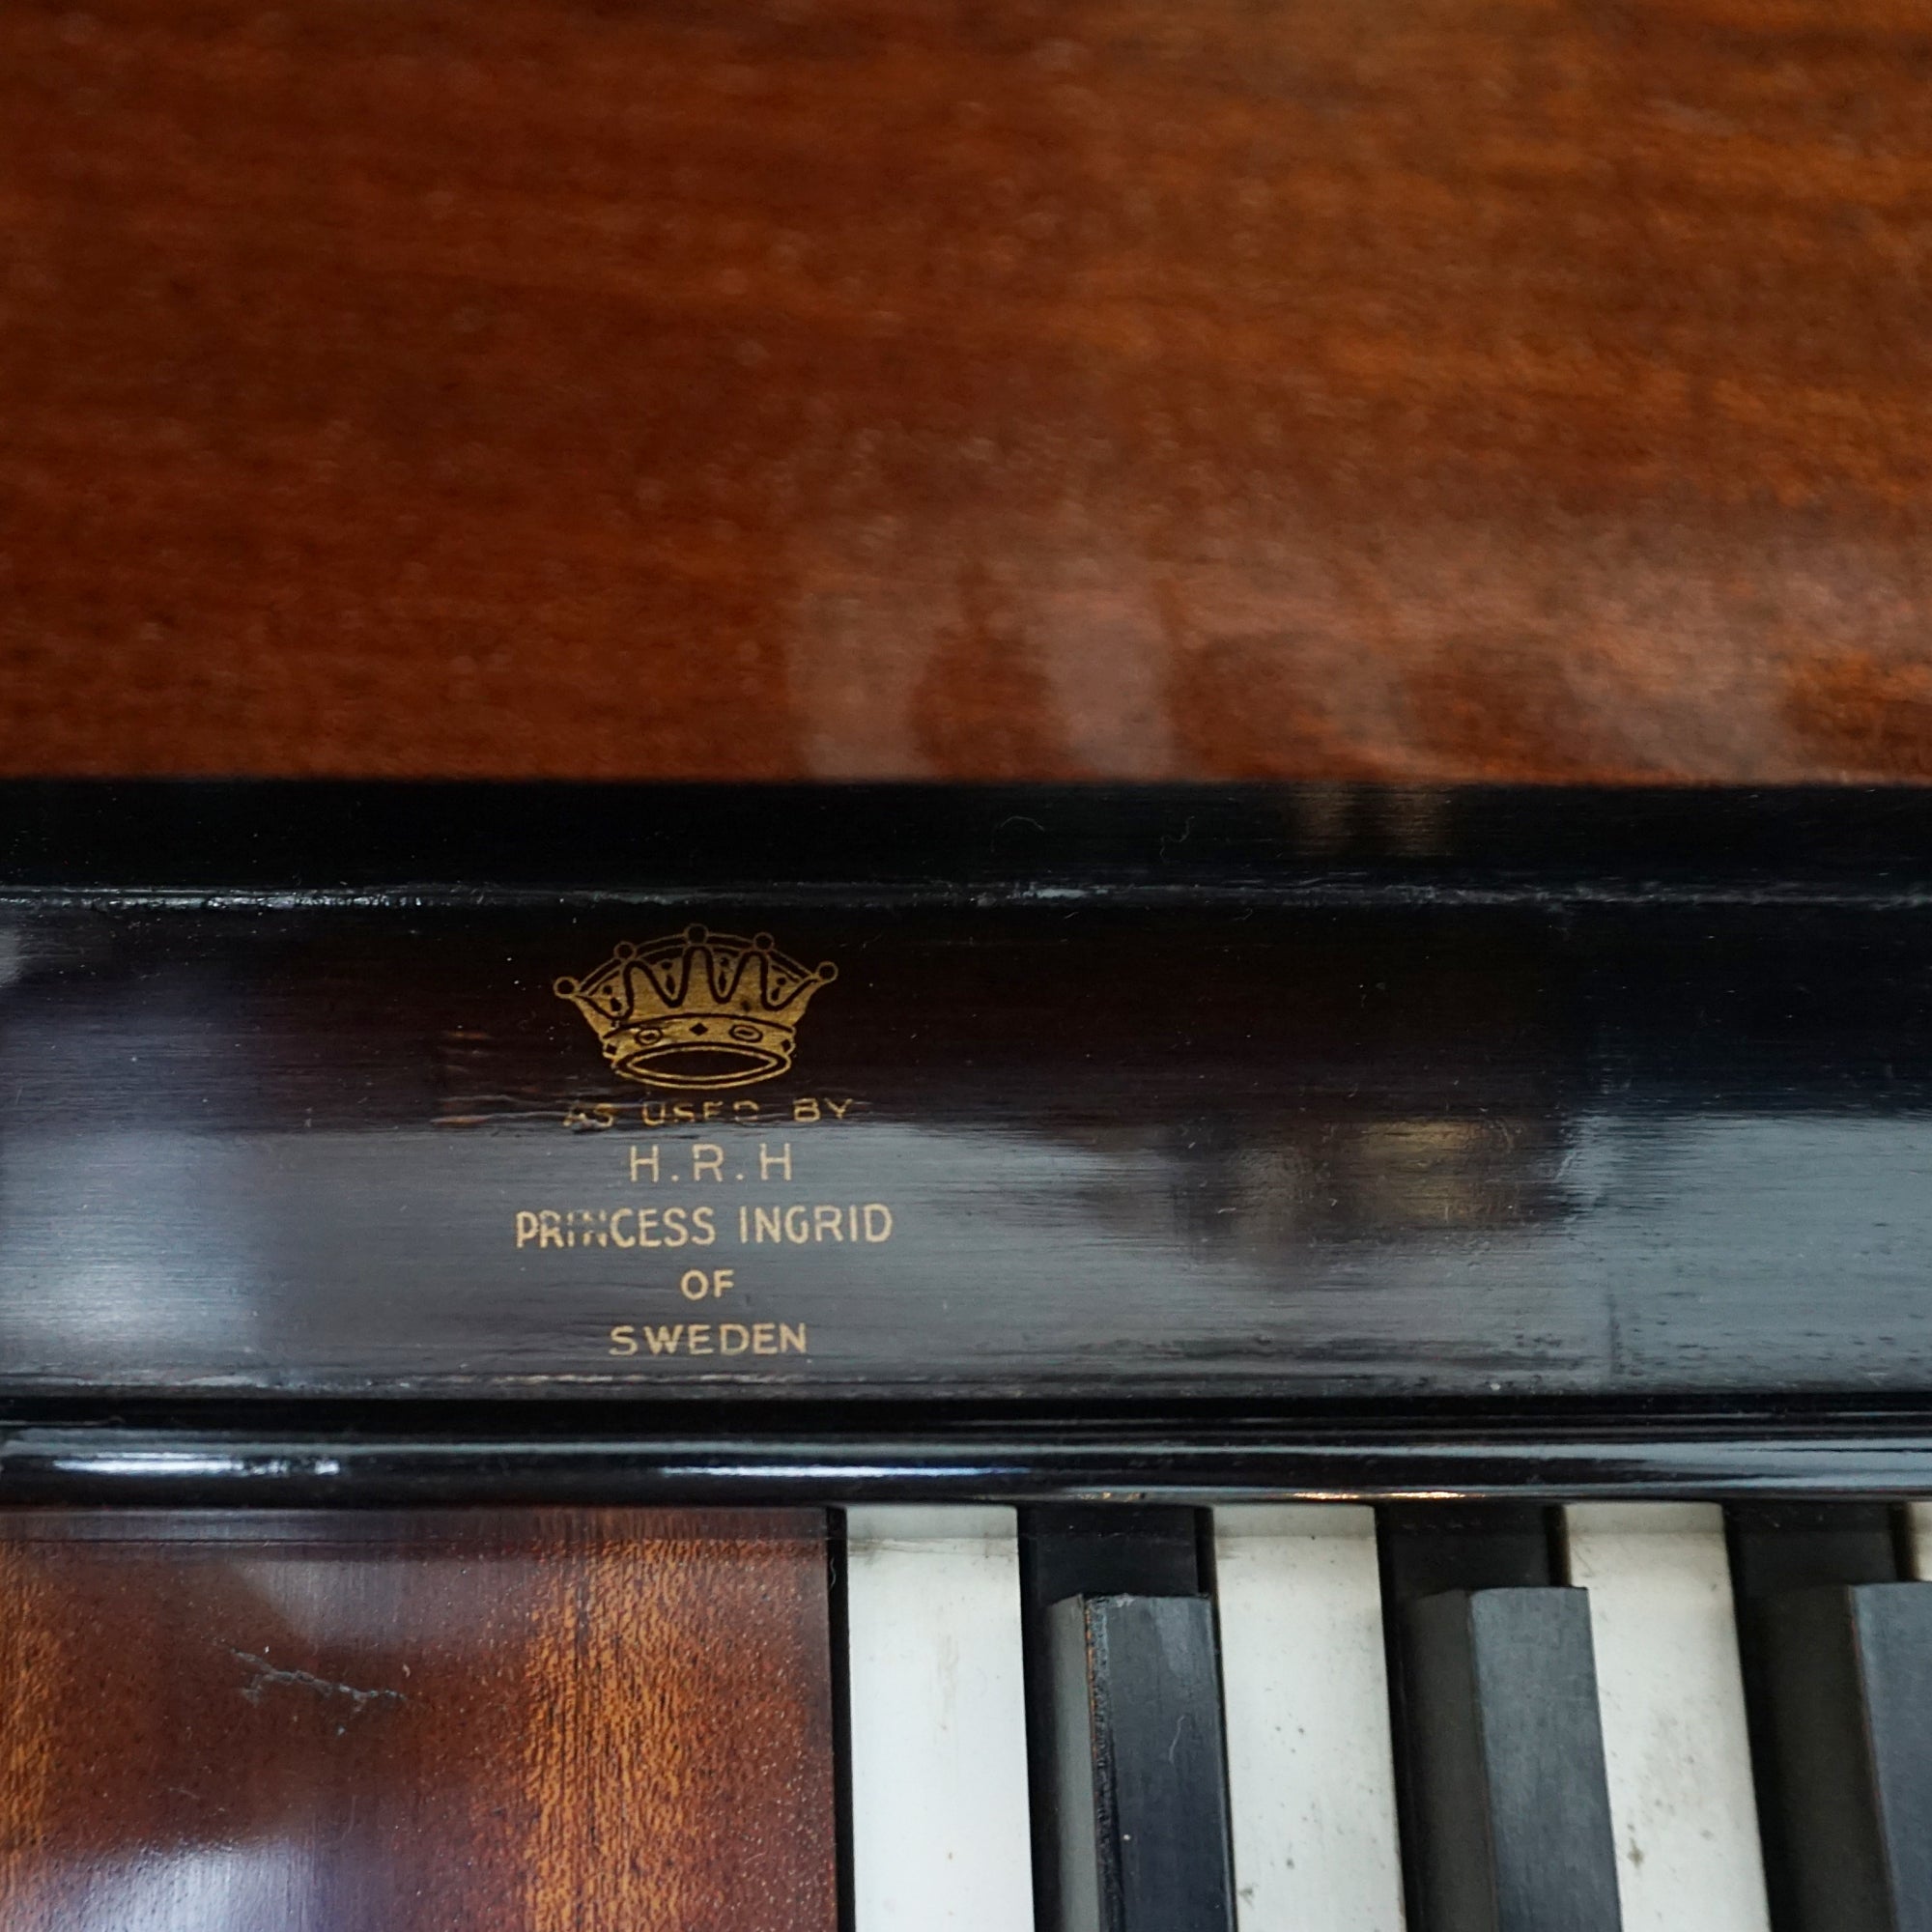 AS USED BY
H.R.H
PRINCESS INGRID
OF
SWEDEN